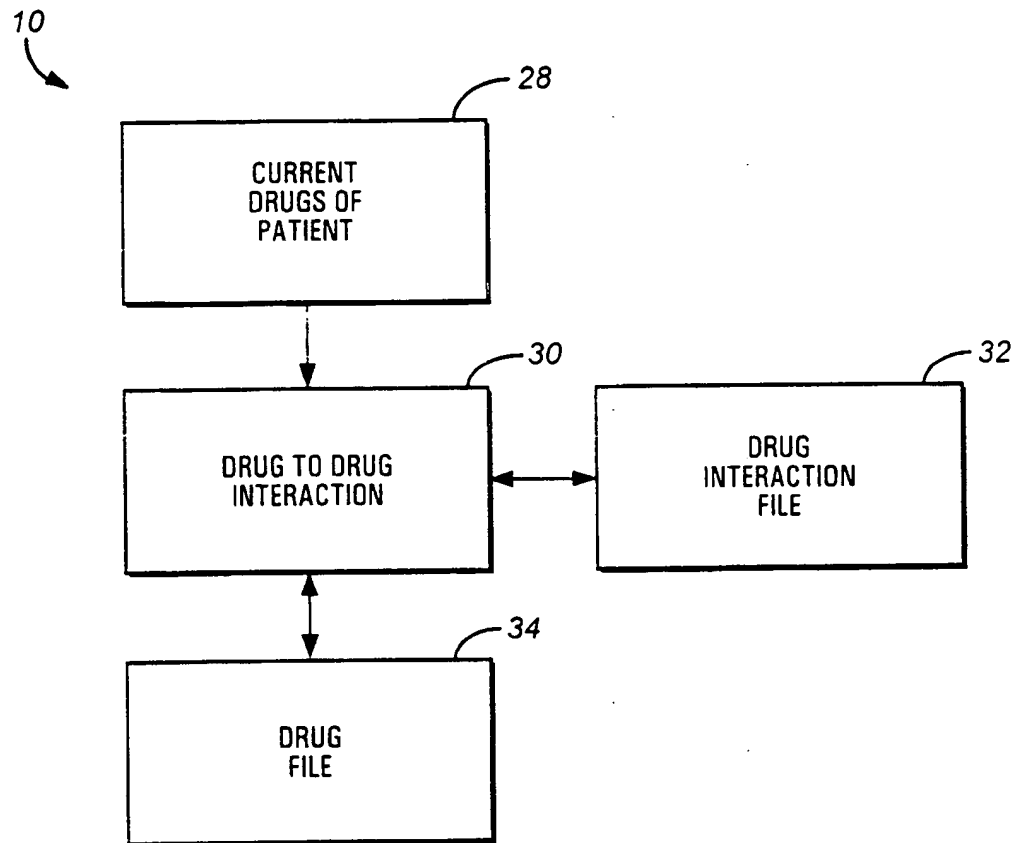 10
28
CURRENT
DRUGS OF
PATIENT
30
DRUG TO DRUG
INTERACTION
32
DRUG
INTERACTION
FILE
34
DRUG
FILE